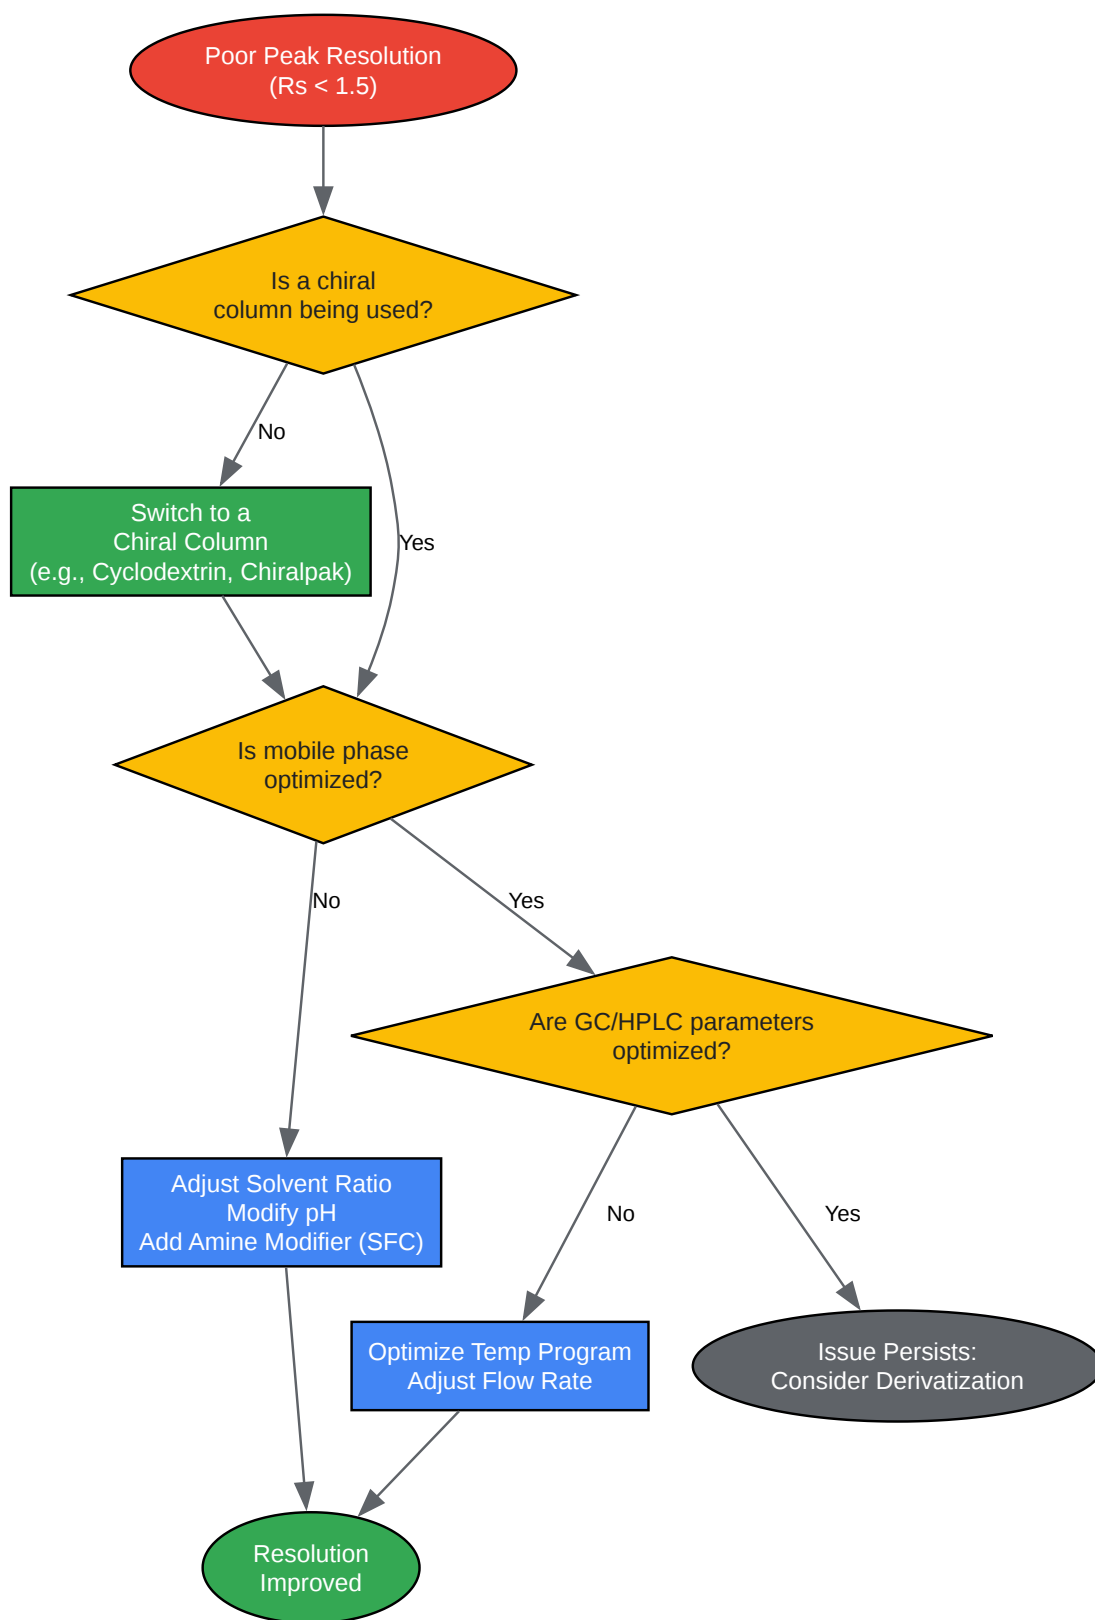 Poor Peak Resolution
(Rs < 1.5)
Is a chiral
column being used?
No
Switch to a
Chiral Column
(e.g., Cyclodextrin, Chiralpak)
Yes
Is mobile phase
optimized?
No
Yes
Are GC/HPLC parameters
optimized?
Adjust Solvent Ratio
Modify pH
Add Amine Modifier (SFC)
No
Yes
Optimize Temp Program
Adjust Flow Rate
Issue Persists:
Consider Derivatization
Resolution
Improved